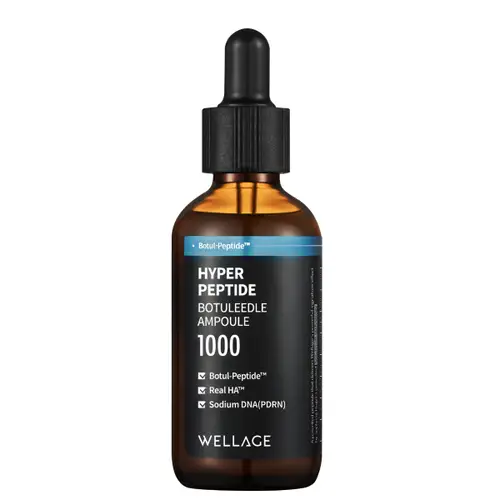 Botul-Peptide™
HYPER
PEPTIDE
BOTULEEDLE
AMPOULE
1000
Botul-Peptide™
Real HA™
Sodium DNA(PDRN)
WELLAGE